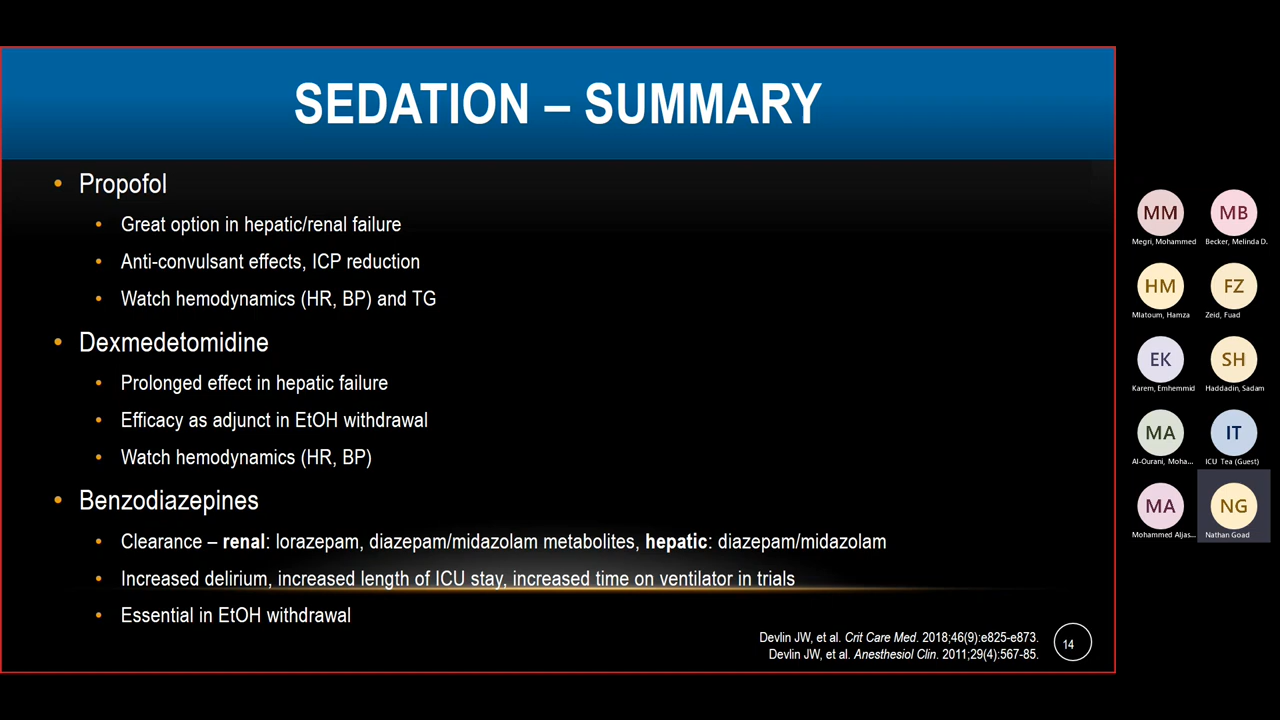 SEDATION – SUMMARY
• Propofol
• Great option in hepatic/renal failure
• Anti-convulsant effects, ICP reduction
• Watch hemodynamics (HR, BP) and TG
• Dexmedetomidine
• Prolonged effect in hepatic failure
• Efficacy as adjunct in EtOH withdrawal
• Watch hemodynamics (HR, BP)
• Benzodiazepines
• Clearance – renal: lorazepam, diazepam/midazolam metabolites, hepatic: diazepam/midazolam
• Increased delirium, increased length of ICU stay, increased time on ventilator in trials
• Essential in EtOH withdrawal
Devlin JW, et al. Crit Care Med. 2018;46(9):e825-e873.
Devlin JW, et al. Anesthesiol Clin. 2011;29(4):567-85.
14
MM
Megri, Mohammed
MB
Becker, Melinda D.
HM
Mlatoum, Hamza
FZ
Zeid, Fuad
EK
Karem, Emhemmid
SH
Haddadin, Sadam
MA
Al-Ourani, Moha...
IT
ICU Tea (Guest)
MA
Mohammed Aljas...
NG
Nathan Goad